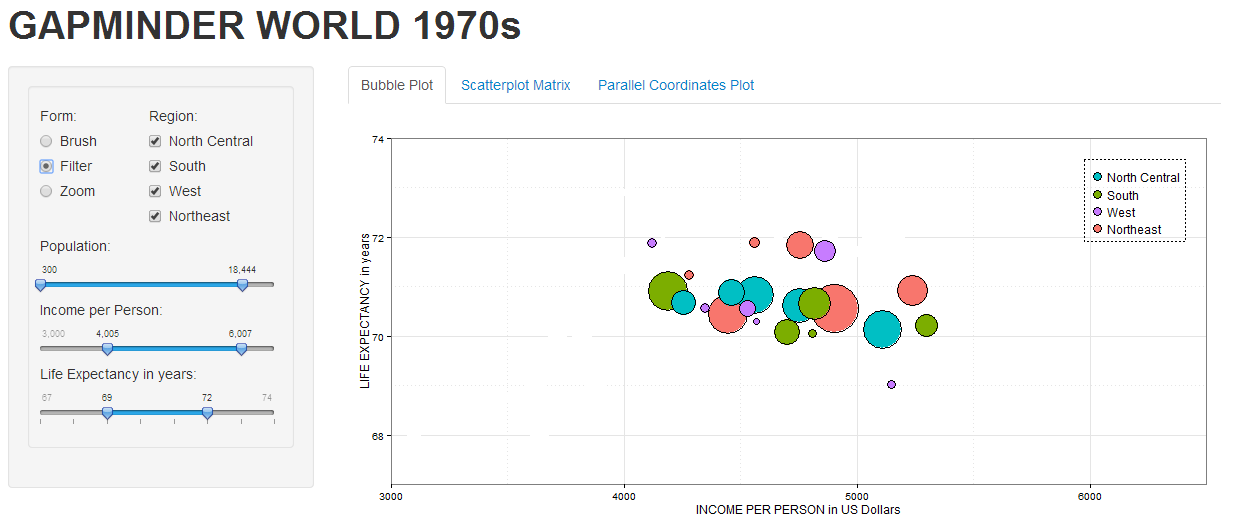 GAPMINDER WORLD 1970s
Form:
Brush
Filter
Zoom
Region:
North Central
South
West
Northeast
Population:
300 18,444
Income per Person:
3,000 4,005 6,007
Life Expectancy in years:
67 69 72 74
Bubble Plot Scatterplot Matrix Parallel Coordinates Plot
LIFE EXPECTANCY in years
74
72
70
68
North Central
South
West
Northeast
3000 4000 5000 6000
INCOME PER PERSON in US Dollars